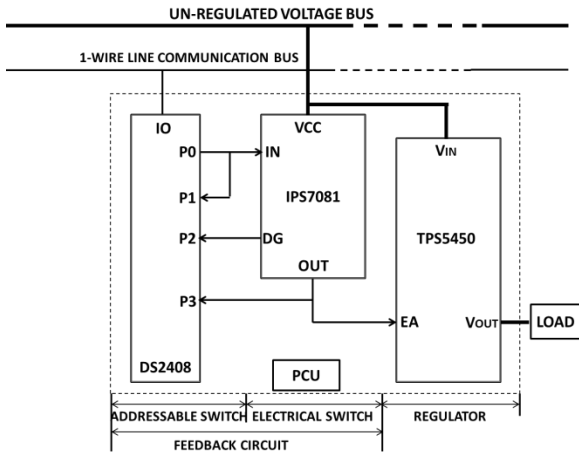 UN-REGULATED VOLTAGE BUS
1-WIRE LINE COMMUNICATION BUS
IO
VCC
P0
IN
VIN
P1
IPS7081
P2
DG
TPS5450
OUT
P3
EA
VOUT
LOAD
DS2408
PCU
ADDRESSABLE SWITCH
ELECTRICAL SWITCH
REGULATOR
FEEDBACK CIRCUIT